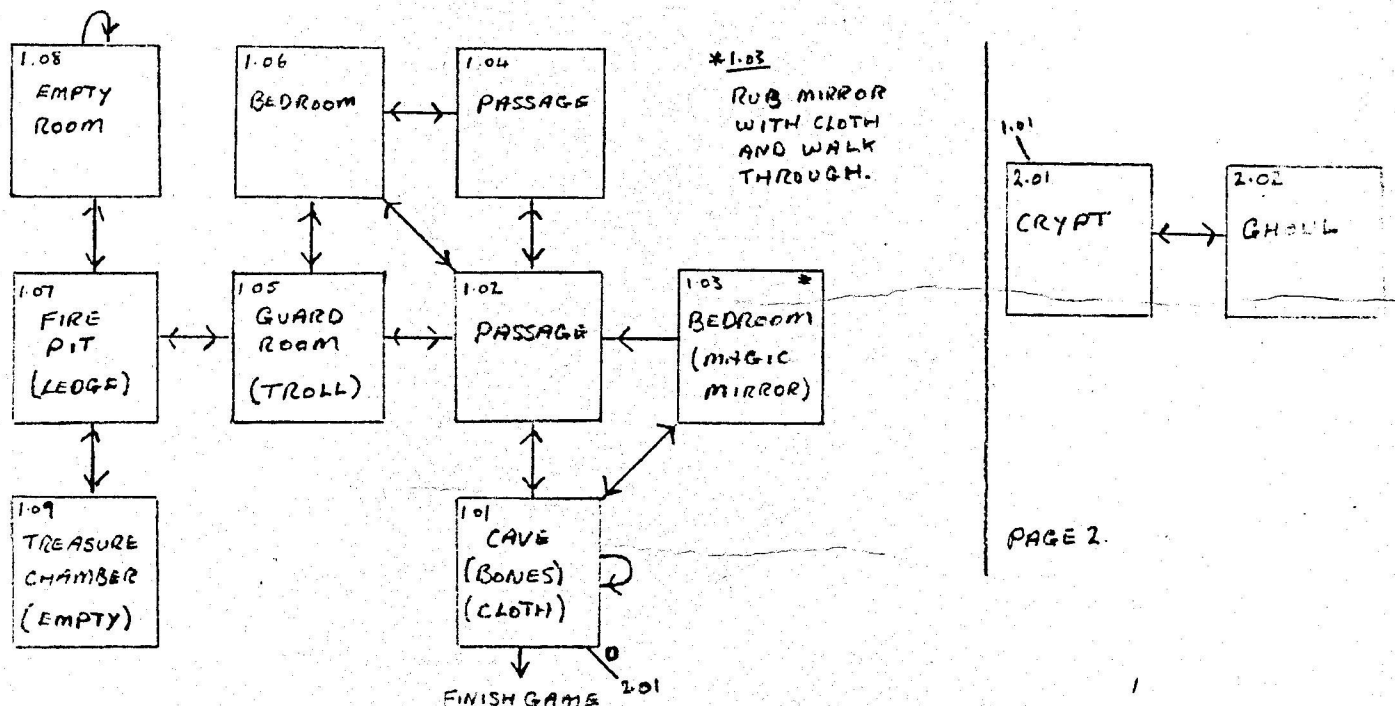 1.08
EMPTY
ROOM
1.06
BEDROOM
1.04
PASSAGE
*1.03
RUB MIRROR
WITH CLOTH
AND WALK
THROUGH.
1.07
FIRE
PIT
(LEDGE)
1.05
GUARD
ROOM
(TROLL)
1.02
PASSAGE
1.03 *
BEDROOM
(MAGIC
MIRROR)
1.09
TREASURE
CHAMBER
(EMPTY)
1.01
CAVE
(BONES)
(CLOTH)
D
2.01
FINISH GAME
1.01
2.01
CRYPT
2.02
GHOUL
PAGE 2.
1